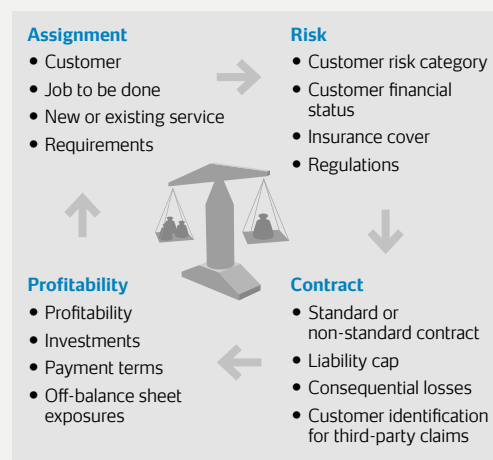 Assignment
• Customer
• Job to be done
• New or existing service
• Requirements
Risk
• Customer risk category
• Customer financial
status
• Insurance cover
• Regulations
Profitability
• Profitability
• Investments
• Payment terms
• Off-balance sheet
exposures
Contract
• Standard or
non-standard contract
• Liability cap
• Consequential losses
• Customer identification
for third-party claims